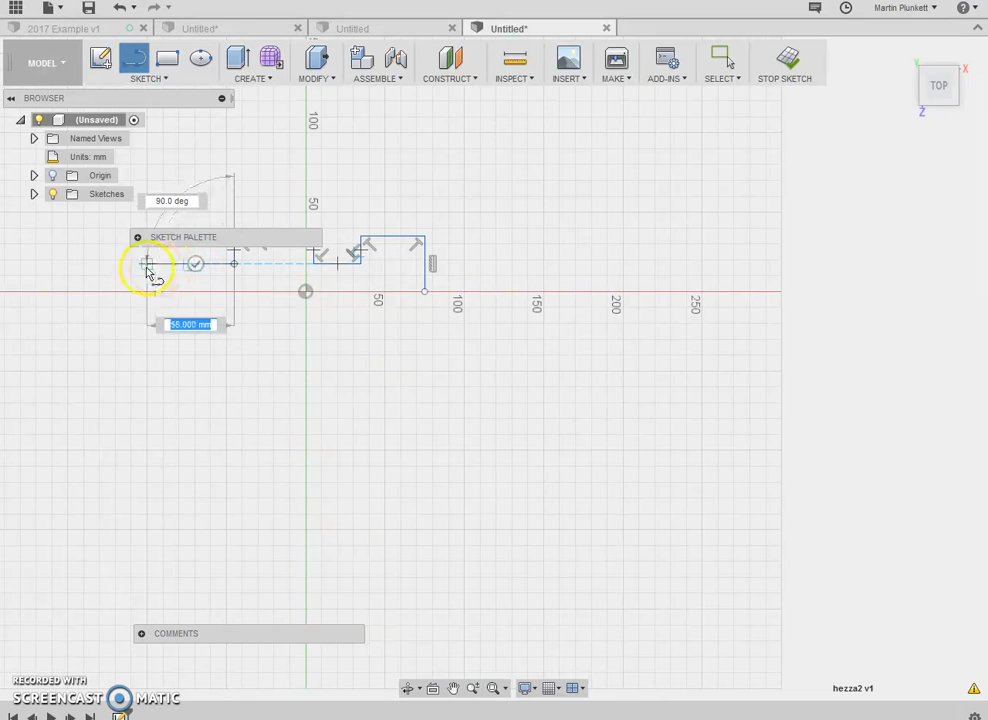 Martin Plunkett
2017 Example v1
Untitled*
Untitled
Untitled*
MODEL
SKETCH
CREATE
MODIFY
ASSEMBLE
CONSTRUCT
INSPECT
INSERT
MAKE
ADD-INS
SELECT
STOP SKETCH
BROWSER
(Unsaved)
Named Views
Units: mm
Origin
Sketches
TOP
Y
X
Z
100
50
90.0 deg
SKETCH PALETTE
50
100
150
200
250
COMMENTS
RECORDED WITH
SCREENCAST MATIC
hezza2 v1